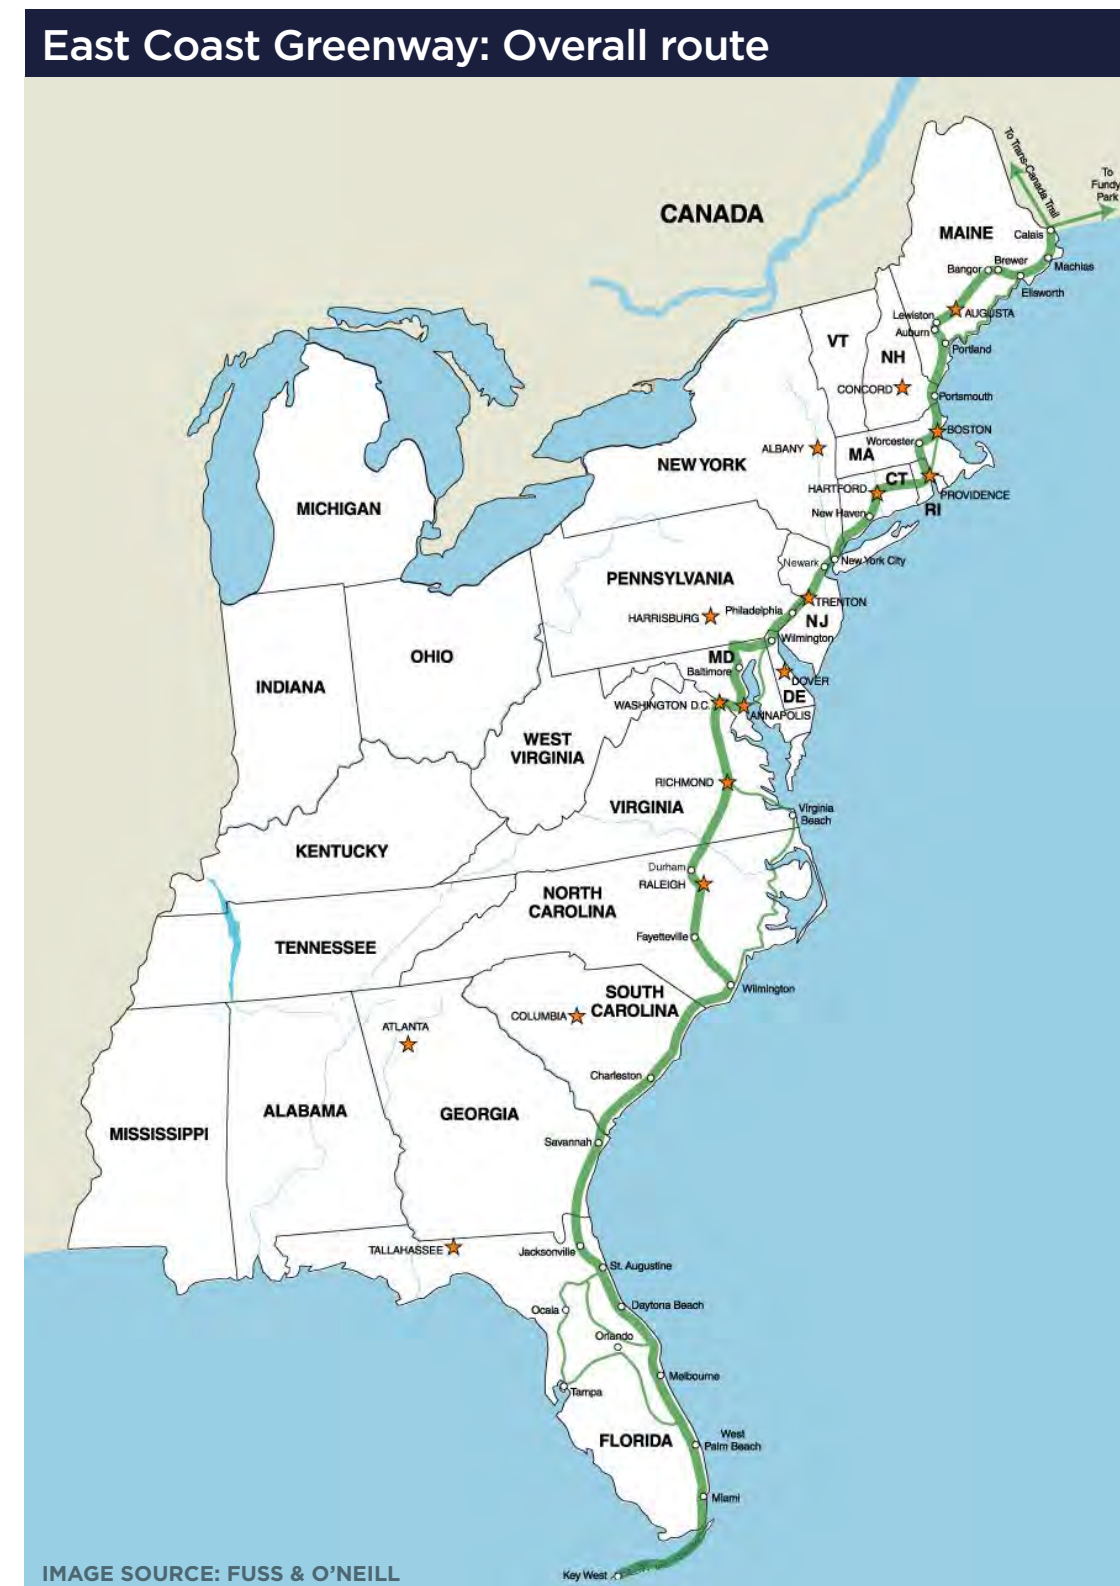 East Coast Greenway: Overall route
To Trans-Canada Trail
To
Fundy
Park
CANADA
MAINE
Calais
Brewer
Bangor
Machias
Ellsworth
Lewiston
AUGUSTA
Auburn
VT
Portland
NH
CONCORD
Portsmouth
BOSTON
Worcester
ALBANY
MA
NEW YORK
CT
HARTFORD
PROVIDENCE
MICHIGAN
RI
New Haven
New York City
Newark
PENNSYLVANIA
TRENTON
Philadelphia
HARRISBURG
NJ
Wilmington
OHIO
MD
Baltimore
DOVER
INDIANA
DE
WASHINGTON D.C.
ANNAPOLIS
WEST
VIRGINIA
RICHMOND
VIRGINIA
Virginia
Beach
KENTUCKY
Durham
RALEIGH
NORTH
CAROLINA
Fayetteville
TENNESSEE
Wilmington
SOUTH
CAROLINA
COLUMBIA
ATLANTA
Charleston
ALABAMA
GEORGIA
MISSISSIPPI
Savannah
TALLAHASSEE
Jacksonville
St. Augustine
Ocala
Daytona Beach
Orlando
Melbourne
Tampa
FLORIDA
West
Palm Beach
Miami
Key West
IMAGE SOURCE: FUSS & O’NEILL